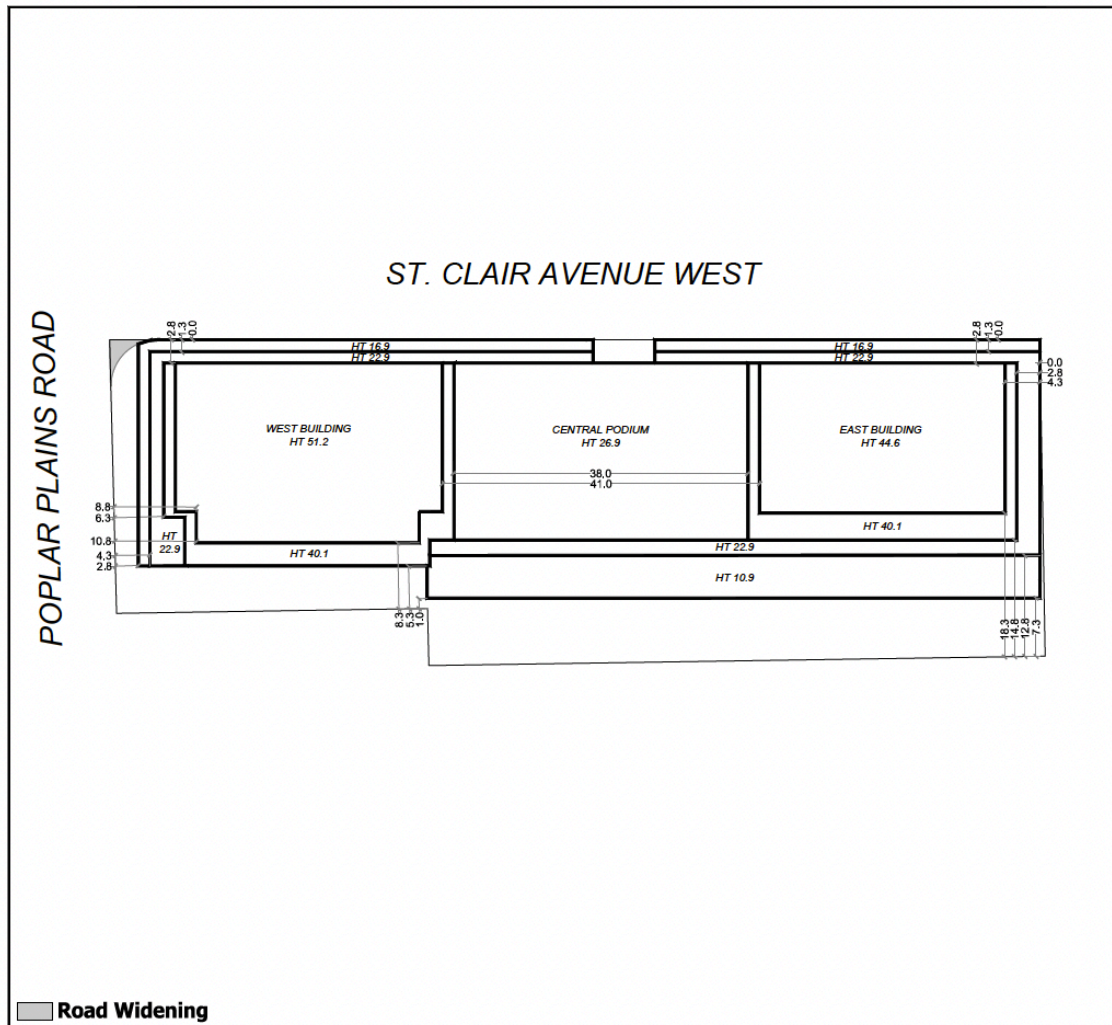 ST. CLAIR AVENUE WEST
POPLAR PLAINS ROAD
2.8
1.3
0.0
2.8
1.3
0.0
HT 16.9
HT 16.9
HT 22.9
HT 22.9
0.0
2.8
4.3
WEST BUILDING
HT 51.2
CENTRAL PODIUM
HT 26.9
EAST BUILDING
HT 44.6
38.0
41.0
8.8
6.3
10.8
4.3
2.8
HT
22.9
HT 40.1
HT 40.1
HT 22.9
HT 10.9
8.3
5.3
1.0
18.3
14.8
12.8
7.3
Road Widening